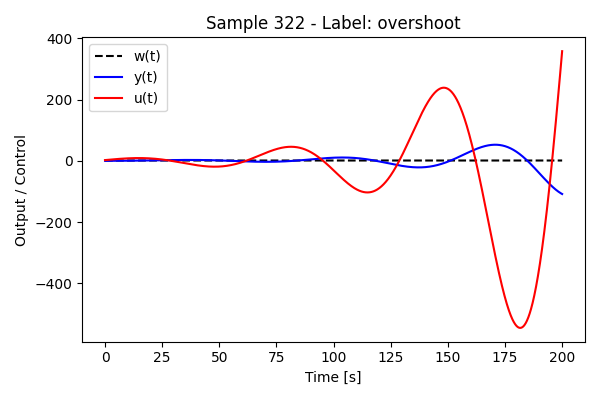 Sample 322 - Label: overshoot
w(t)
y(t)
u(t)
Output / Control
400
200
0
−200
−400
0 25 50 75 100 125 150 175 200
Time [s]